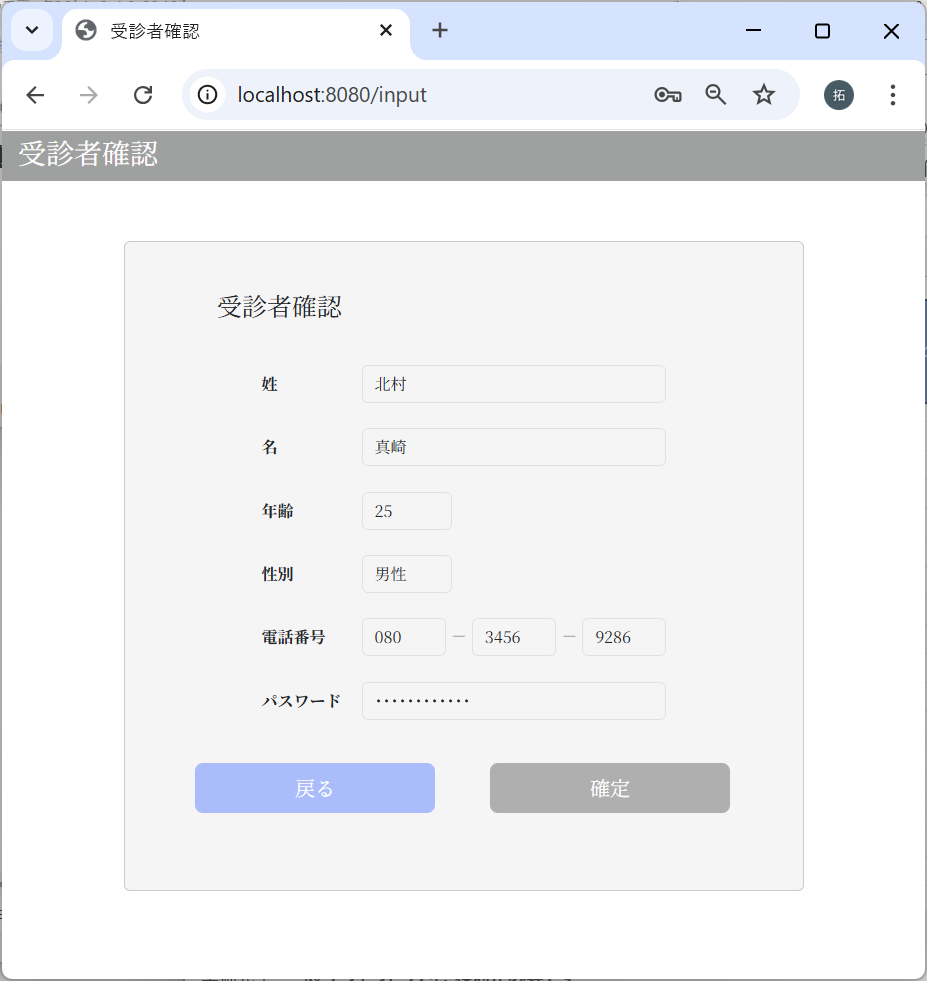 受診者確認
localhost:8080/input
拓
受診者確認
受診者確認
姓 北村
名 真崎
年齢 25
性別 男性
電話番号 080 － 3456 － 9286
パスワード ············
戻る 確定